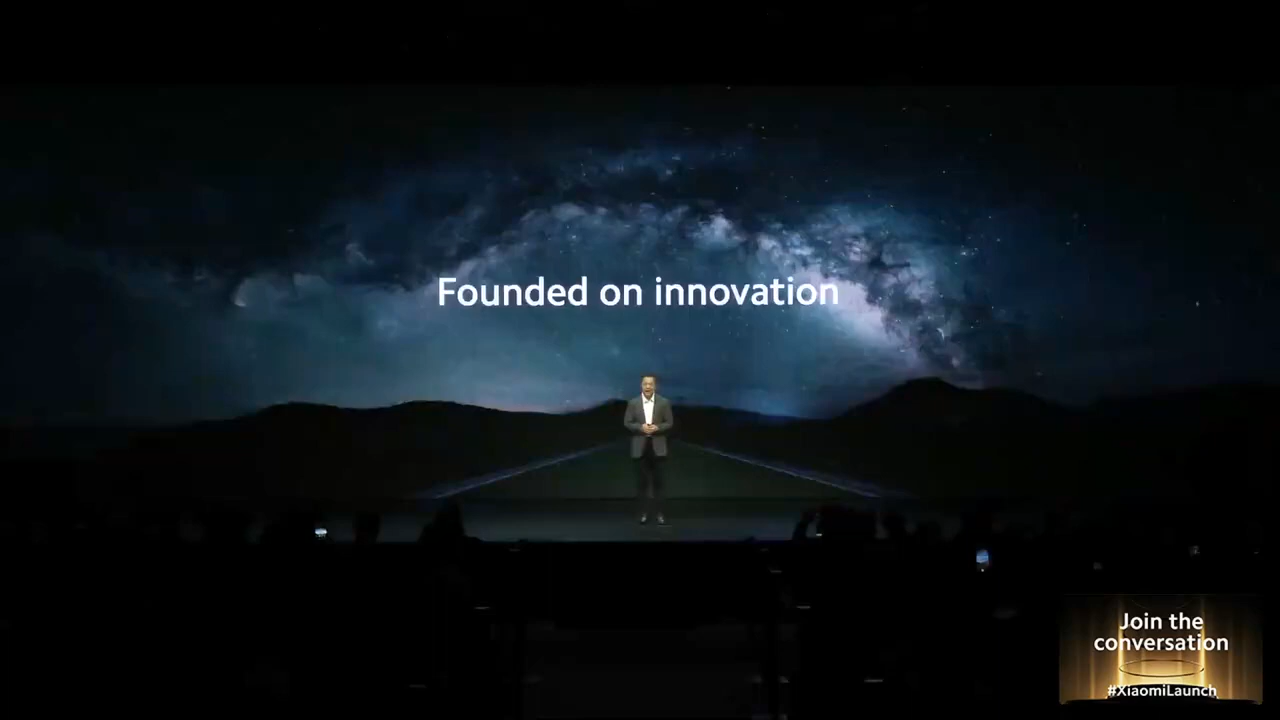 Founded on innovation
Join the
conversation
#XiaomiLaunch